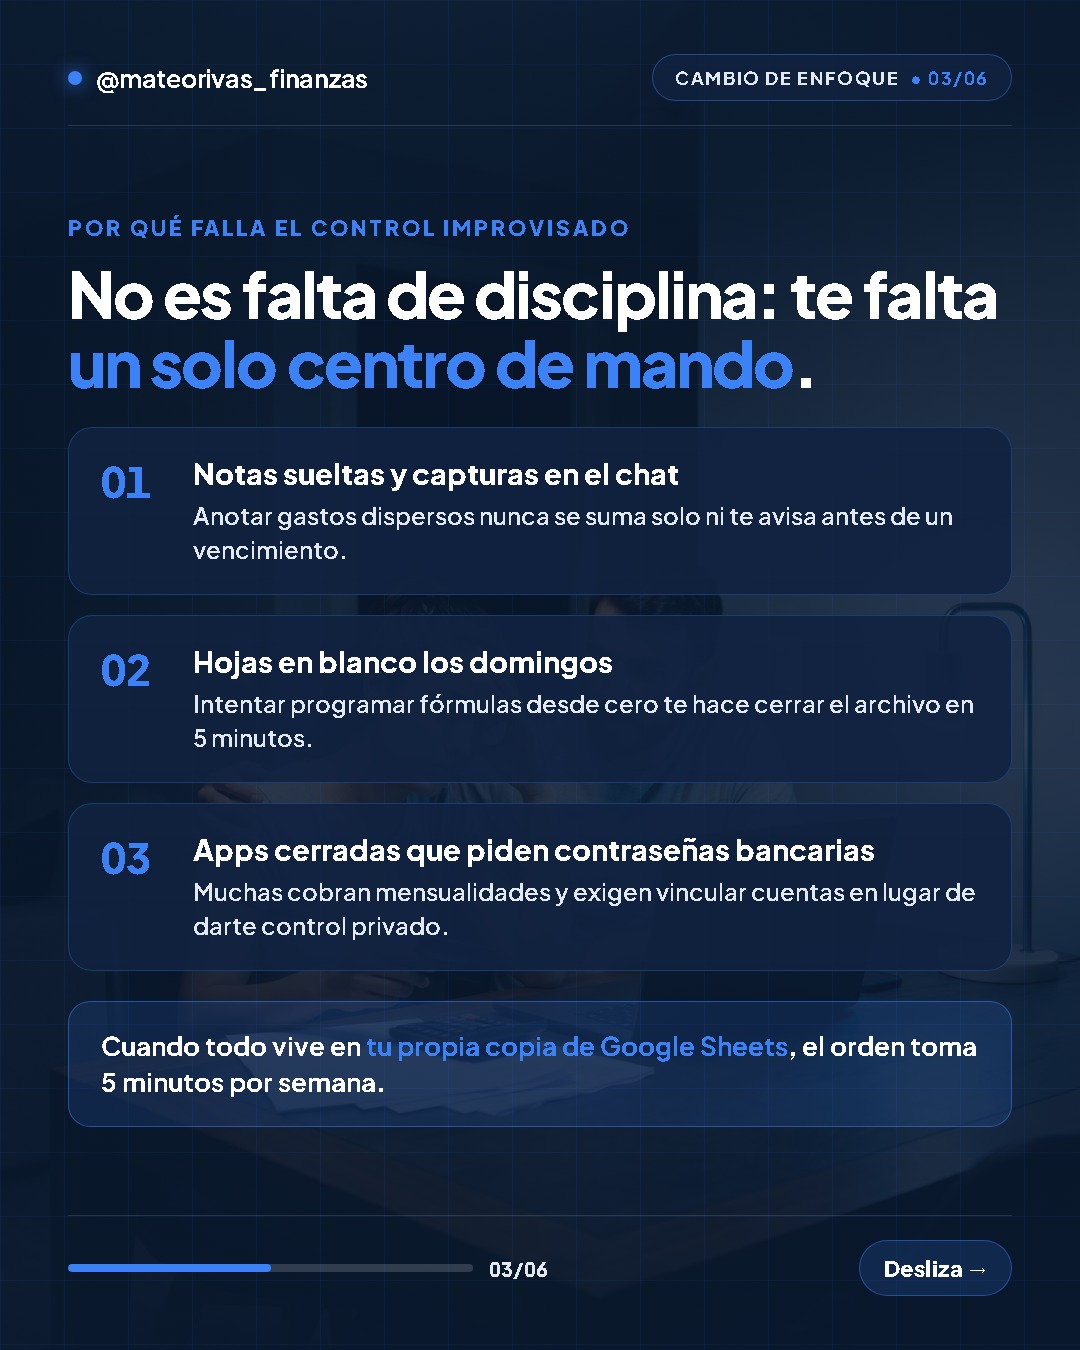 @mateorivas_finanzas
CAMBIO DE ENFOQUE • 03/06
POR QUÉ FALLA EL CONTROL IMPROVISADO
No es falta de disciplina: te falta
un solo centro de mando.
01
Notas sueltas y capturas en el chat
Anotar gastos dispersos nunca se suma solo ni te avisa antes de un
vencimiento.
02
Hojas en blanco los domingos
Intentar programar fórmulas desde cero te hace cerrar el archivo en
5 minutos.
03
Apps cerradas que piden contraseñas bancarias
Muchas cobran mensualidades y exigen vincular cuentas en lugar de
darte control privado.
Cuando todo vive en tu propia copia de Google Sheets, el orden toma
5 minutos por semana.
03/06
Desliza →